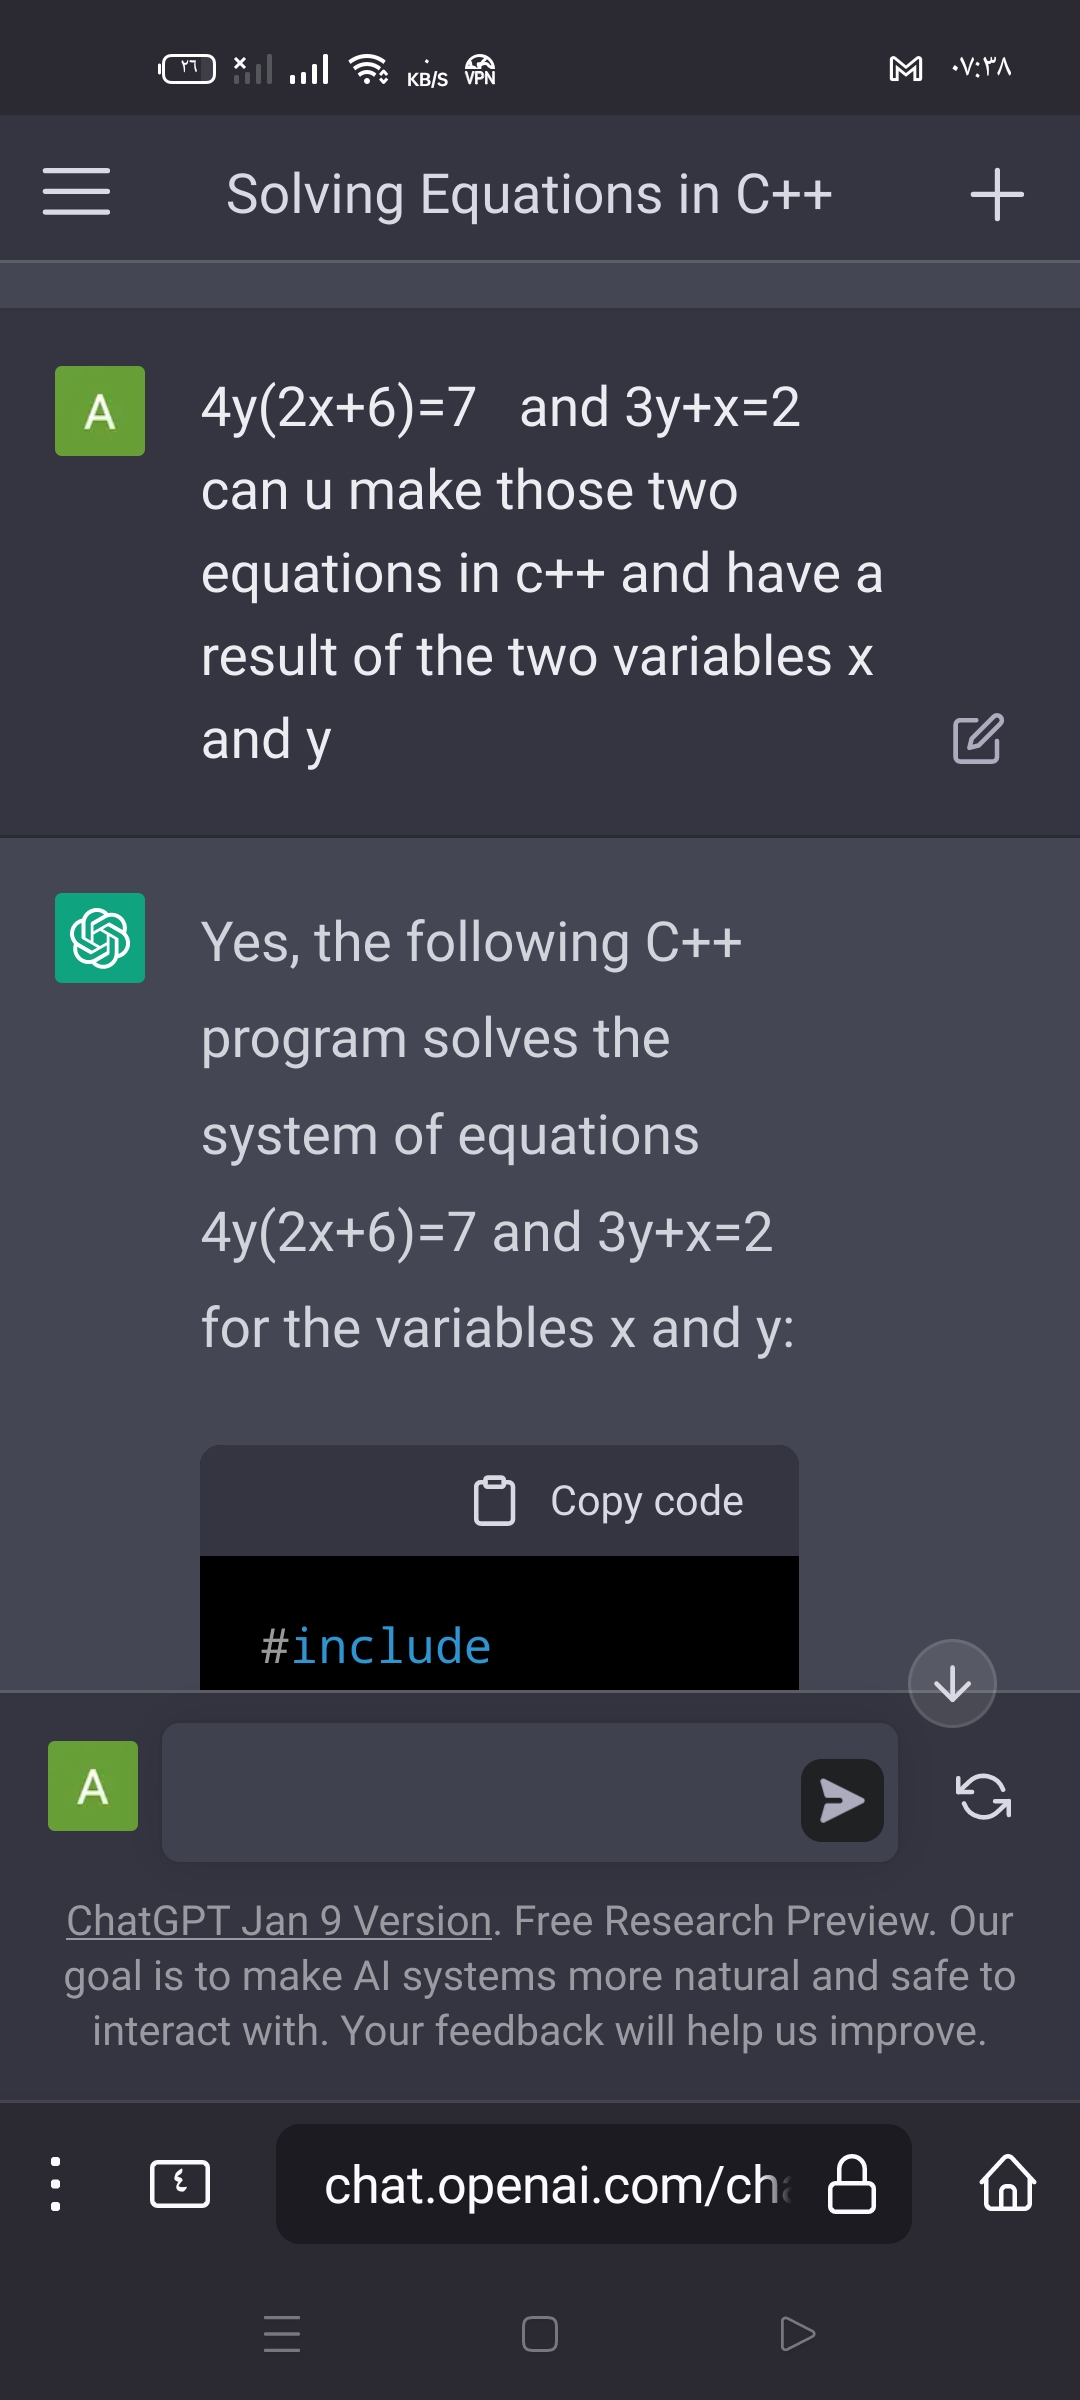 ٢٦ KB/S VPN ٠٧:٣٨
Solving Equations in C++
A
4y(2x+6)=7 and 3y+x=2
can u make those two
equations in c++ and have a
result of the two variables x
and y
Yes, the following C++
program solves the
system of equations
4y(2x+6)=7 and 3y+x=2
for the variables x and y:
Copy code
#include
A
ChatGPT Jan 9 Version. Free Research Preview. Our
goal is to make AI systems more natural and safe to
interact with. Your feedback will help us improve.
٤ chat.openai.com/ch